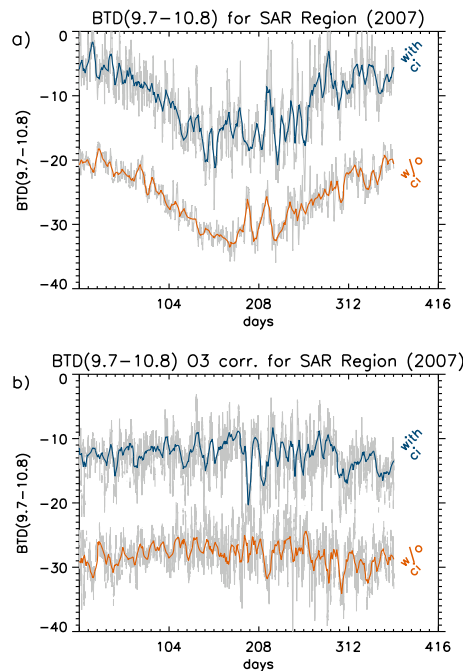 BTD(9.7−10.8) for SAR Region (2007)
a)
0
−10
−20
−30
−40
BTD(9.7−10.8)
with
ci
w/o
ci
104
208
312
416
days
BTD(9.7−10.8) O3 corr. for SAR Region (2007)
b)
0
−10
−20
−30
−40
BTD(9.7−10.8)
with
ci
w/o
ci
104
208
312
416
days